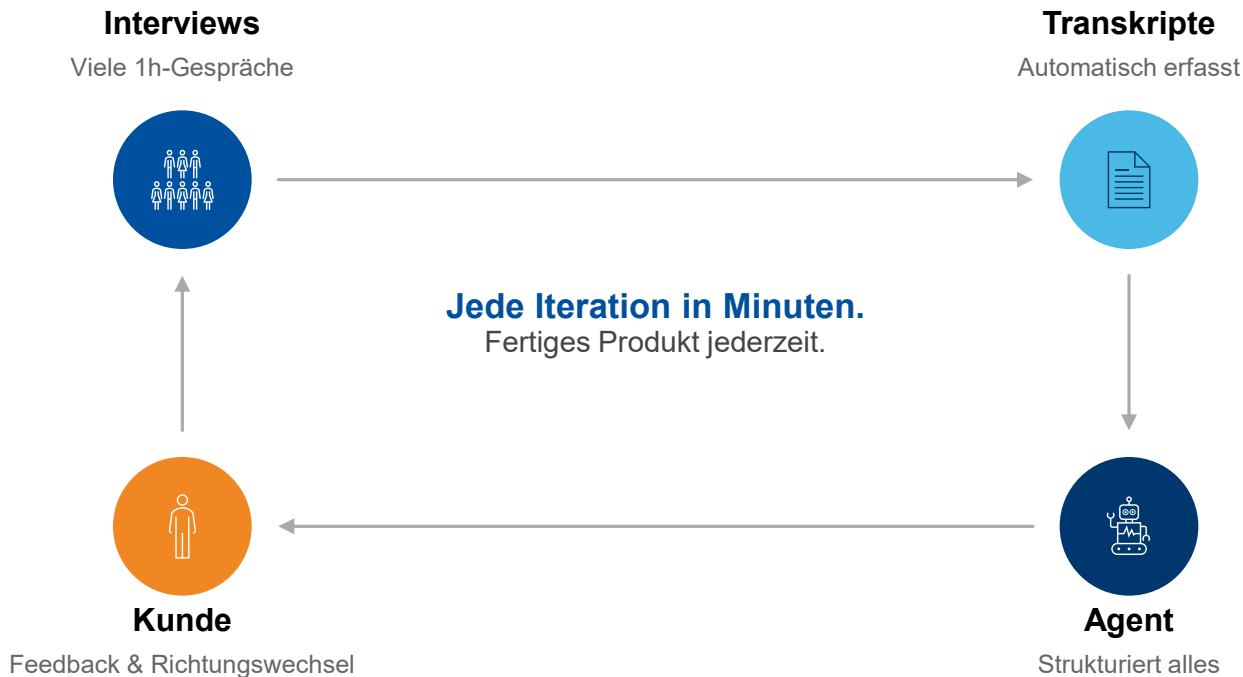 Interviews
Viele 1h-Gespräche
Transkripte
Automatisch erfasst
Jede Iteration in Minuten.
Fertiges Produkt jederzeit.
Kunde
Feedback & Richtungswechsel
Agent
Strukturiert alles